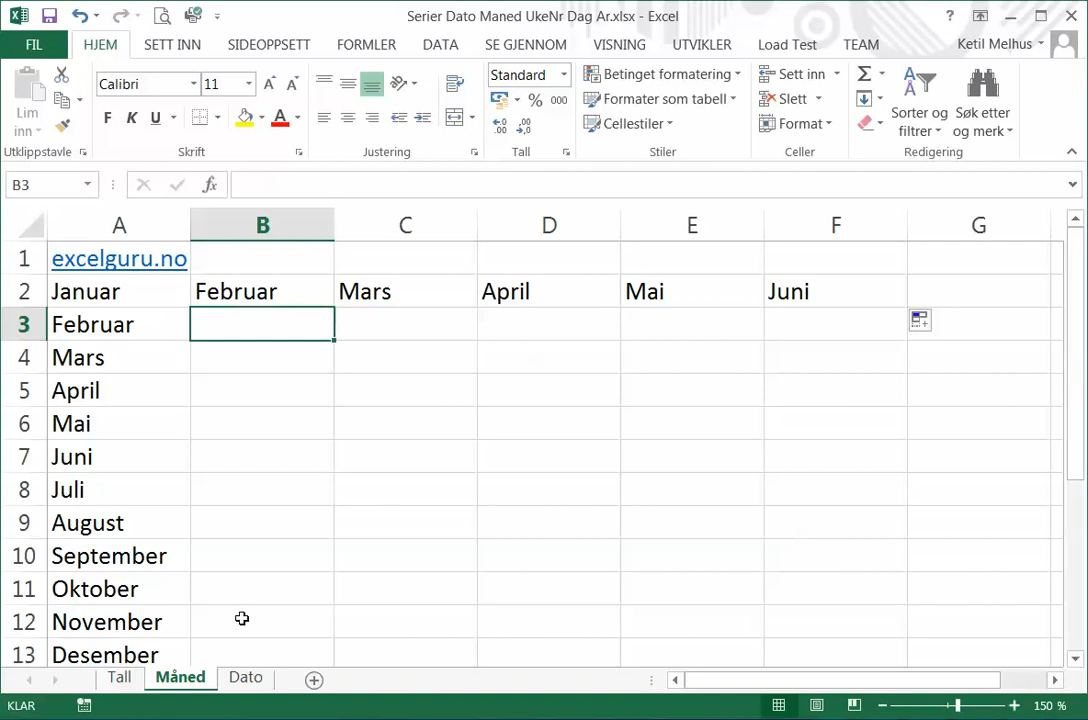 Serier Dato Maned UkeNr Dag Ar.xlsx - Excel
FIL HJEM SETT INN SIDEOPPSETT FORMLER DATA SE GJENNOM VISNING UTVIKLER Load Test TEAM Ketil Melhus
Lim inn
Utklippstavle
Calibri 11
F K U A
Skrift
Justering
Standard
% 000
Tall
Betinget formatering
Formater som tabell
Cellestiler
Stiler
Sett inn
Slett
Format
Celler
Sorter og filtrer
Søk etter og merk
Redigering
B3 fx
A B C D E F G
1 excelguru.no
2 Januar Februar Mars April Mai Juni
3 Februar
4 Mars
5 April
6 Mai
7 Juni
8 Juli
9 August
10 September
11 Oktober
12 November
13 Desember
Tall Måned Dato
KLAR 150 %